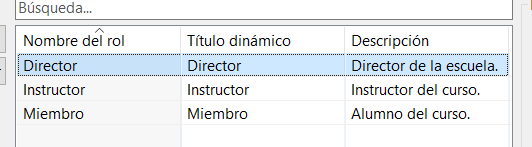 Búsqueda...
Nombre del rol Título dinámico Descripción
Director Director Director de la escuela.
Instructor Instructor Instructor del curso.
Miembro Miembro Alumno del curso.